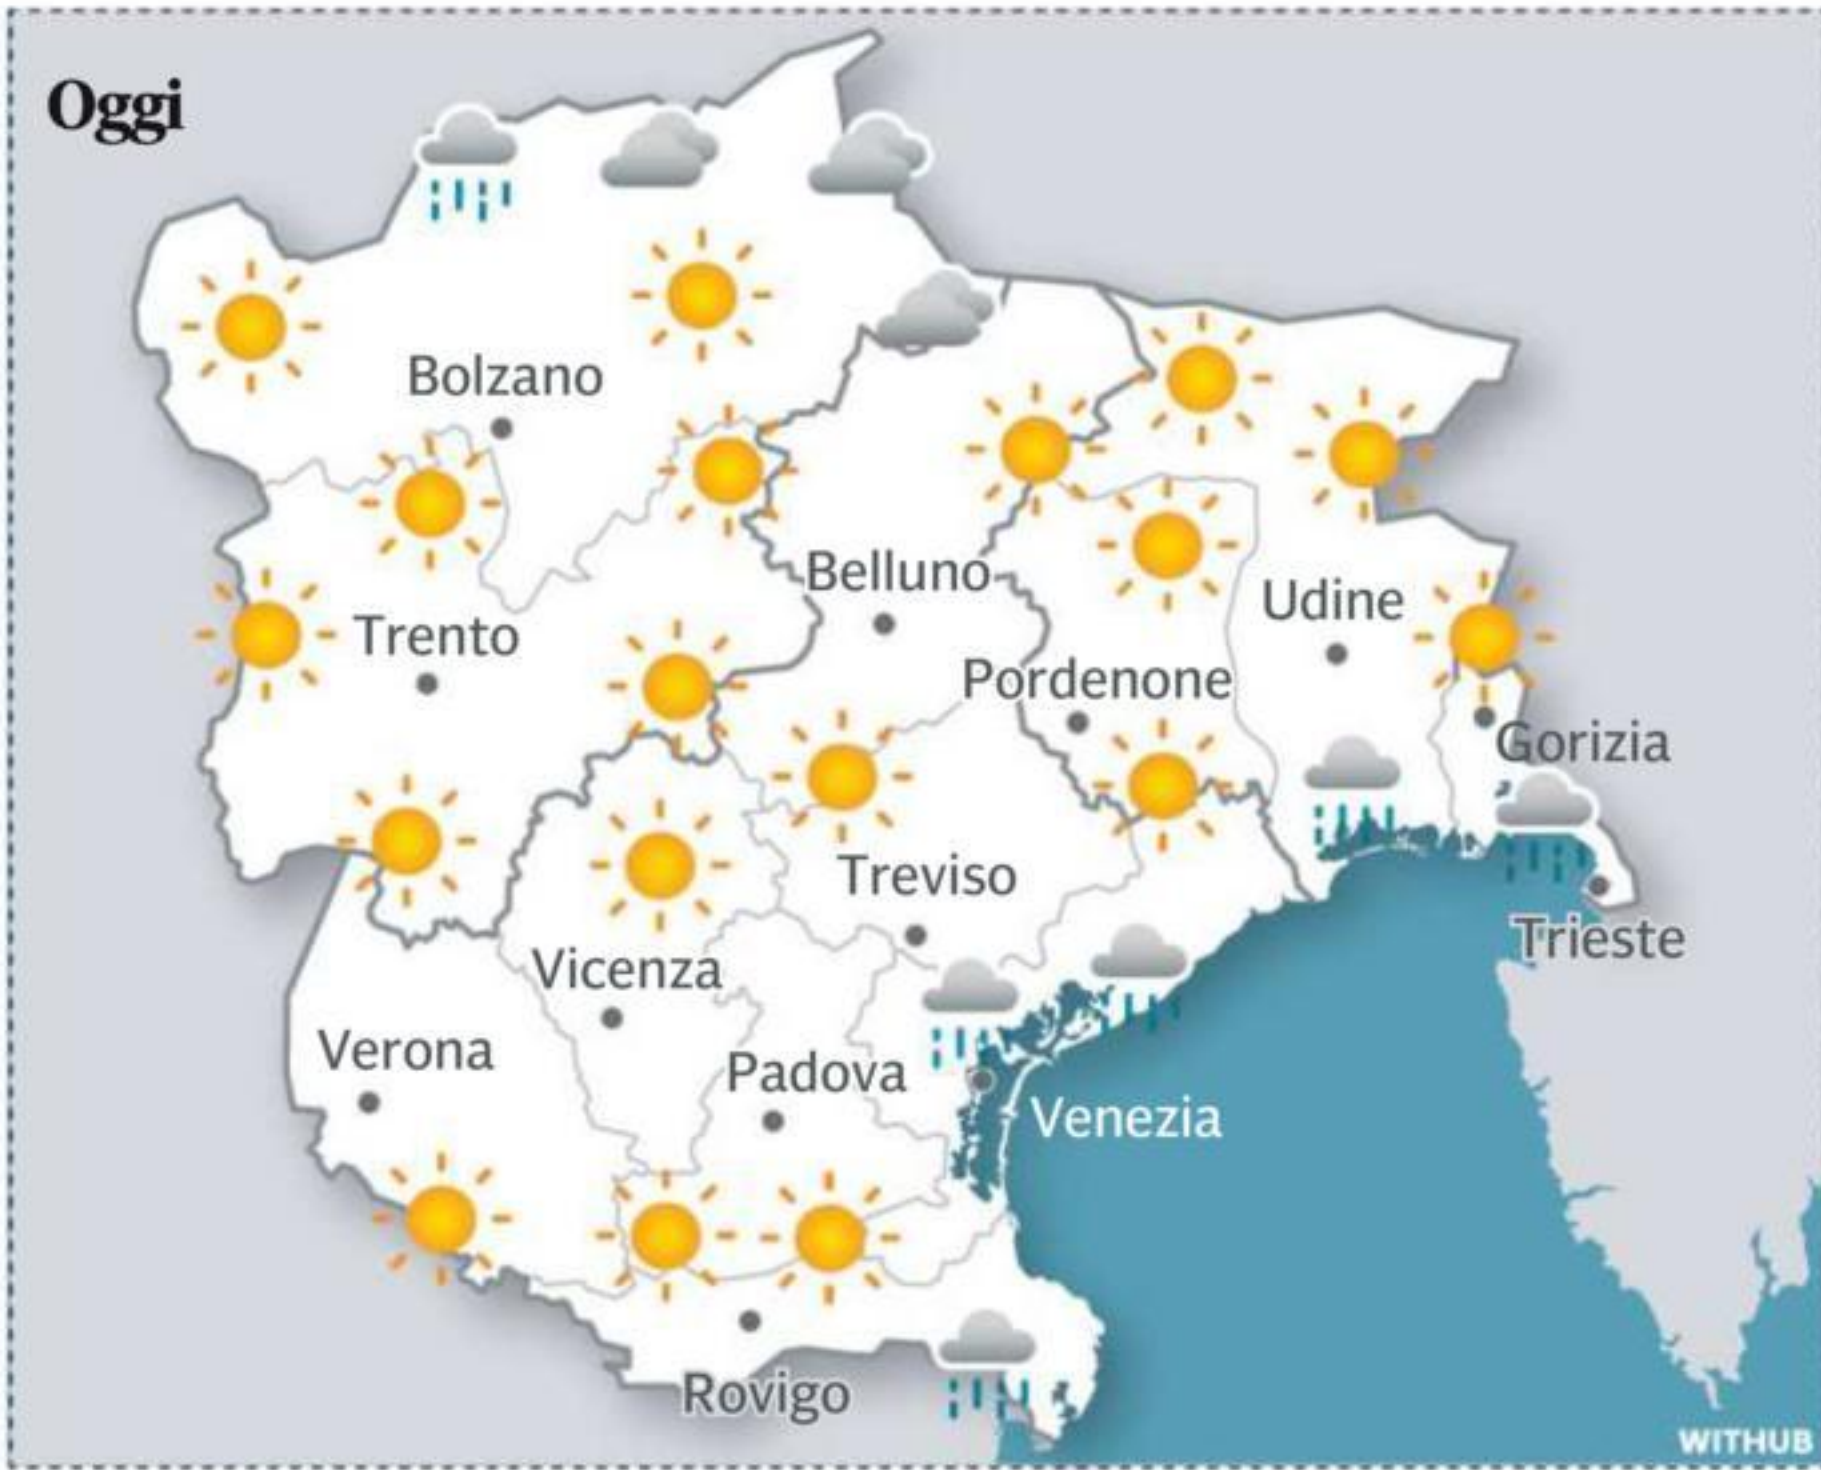 Oggi
Bolzano
Belluno
Udine
Trento
Pordenone
Gorizia
Treviso
Trieste
Vicenza
Verona
Padova
Venezia
Rovigo
WITHUB